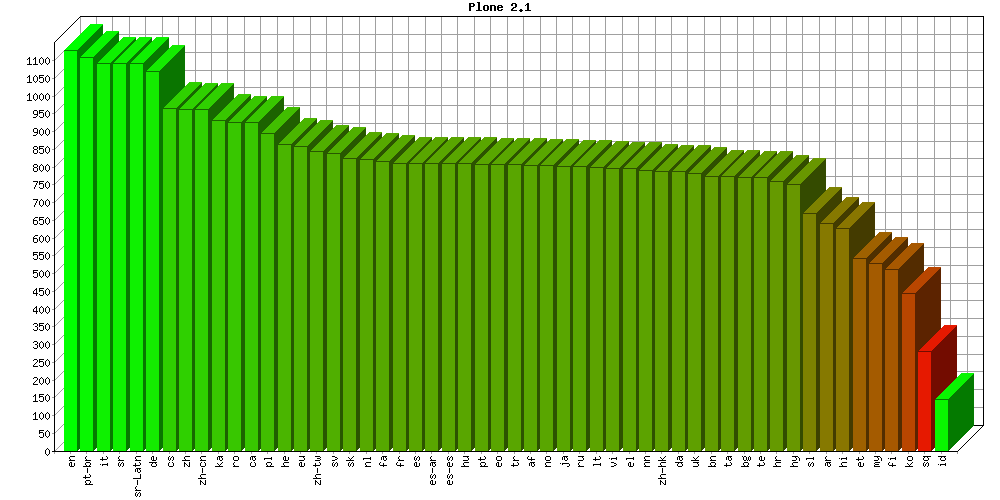 Plone 2.1
1100
1050
1000
950
900
850
800
750
700
650
600
550
500
450
400
350
300
250
200
150
100
50
0
en
pt-br
it
sr
sr-Latn
de
cs
zh
zh-cn
ka
ro
ca
pl
he
eu
zh-tw
sv
sk
nl
fa
fr
es
es-ar
es-es
hu
pt
eo
tr
af
no
ja
ru
lt
vi
el
nn
zh-hk
da
uk
bn
ta
bg
te
hr
hy
sl
ar
hi
et
my
fi
ko
sq
id